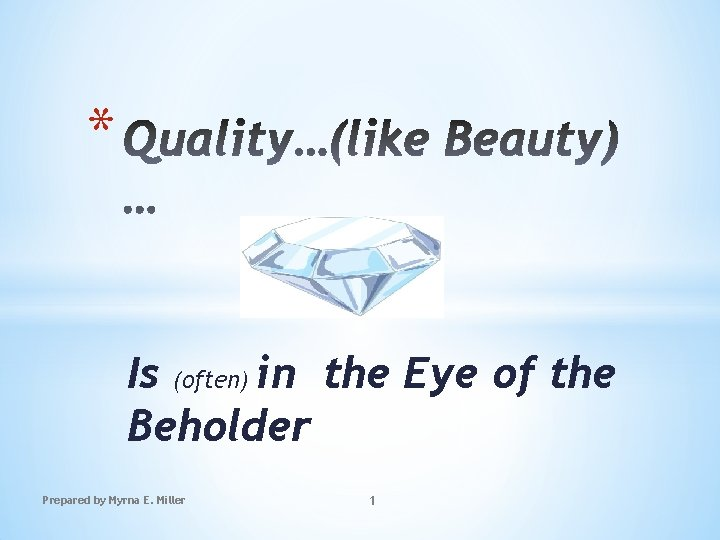 * Quality…(like Beauty)
…
Is (often) in the Eye of the
Beholder
Prepared by Myrna E. Miller
1